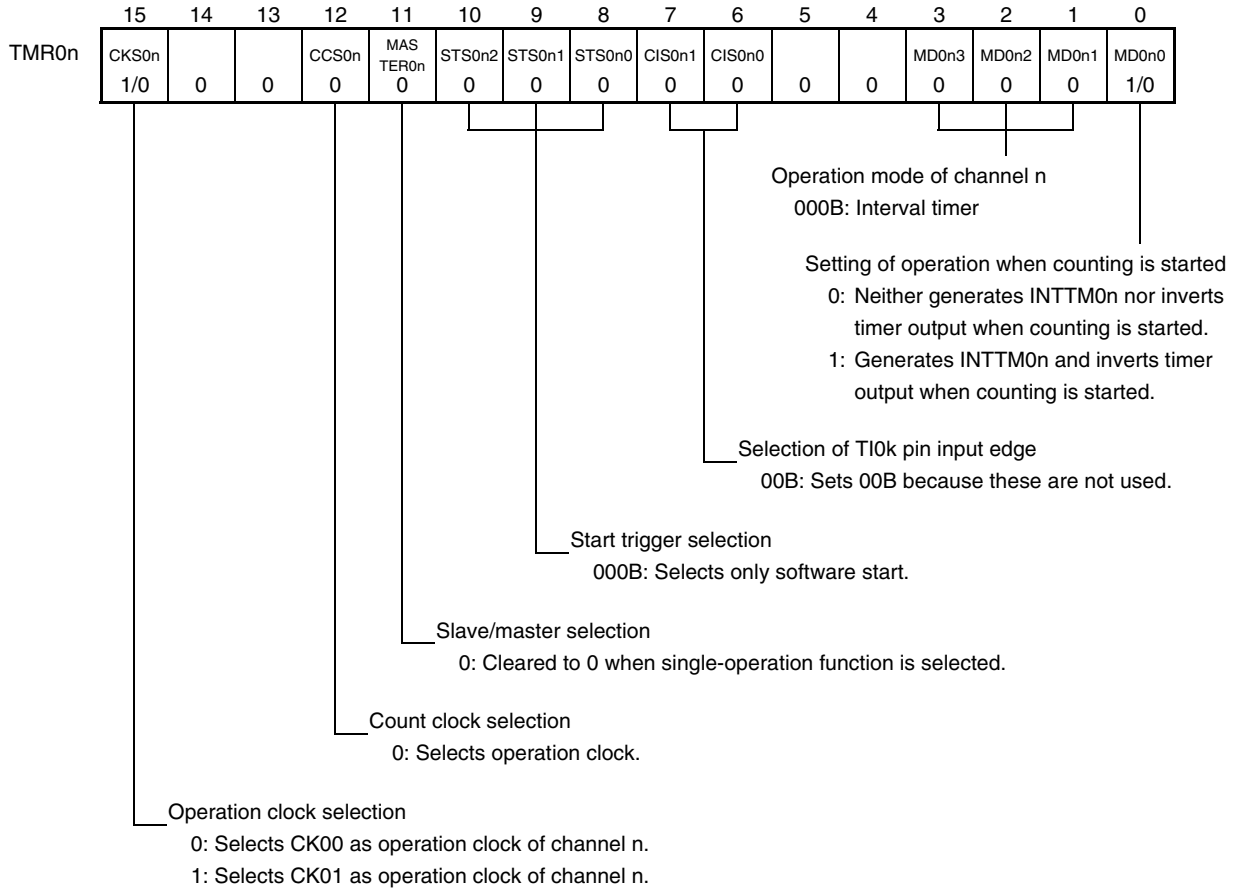 15 14 13 12 11 10 9 8 7 6 5 4 3 2 1 0
TMR0n
CKS0n CCS0n MAS TER0n STS0n2 STS0n1 STS0n0 CIS0n1 CIS0n0 MD0n3 MD0n2 MD0n1 MD0n0
1/0 0 0 0 0 0 0 0 0 0 0 0 0 0 0 1/0
Operation mode of channel n
000B: Interval timer
Setting of operation when counting is started
0: Neither generates INTTM0n nor inverts
timer output when counting is started.
1: Generates INTTM0n and inverts timer
output when counting is started.
Selection of TI0k pin input edge
00B: Sets 00B because these are not used.
Start trigger selection
000B: Selects only software start.
Slave/master selection
0: Cleared to 0 when single-operation function is selected.
Count clock selection
0: Selects operation clock.
Operation clock selection
0: Selects CK00 as operation clock of channel n.
1: Selects CK01 as operation clock of channel n.